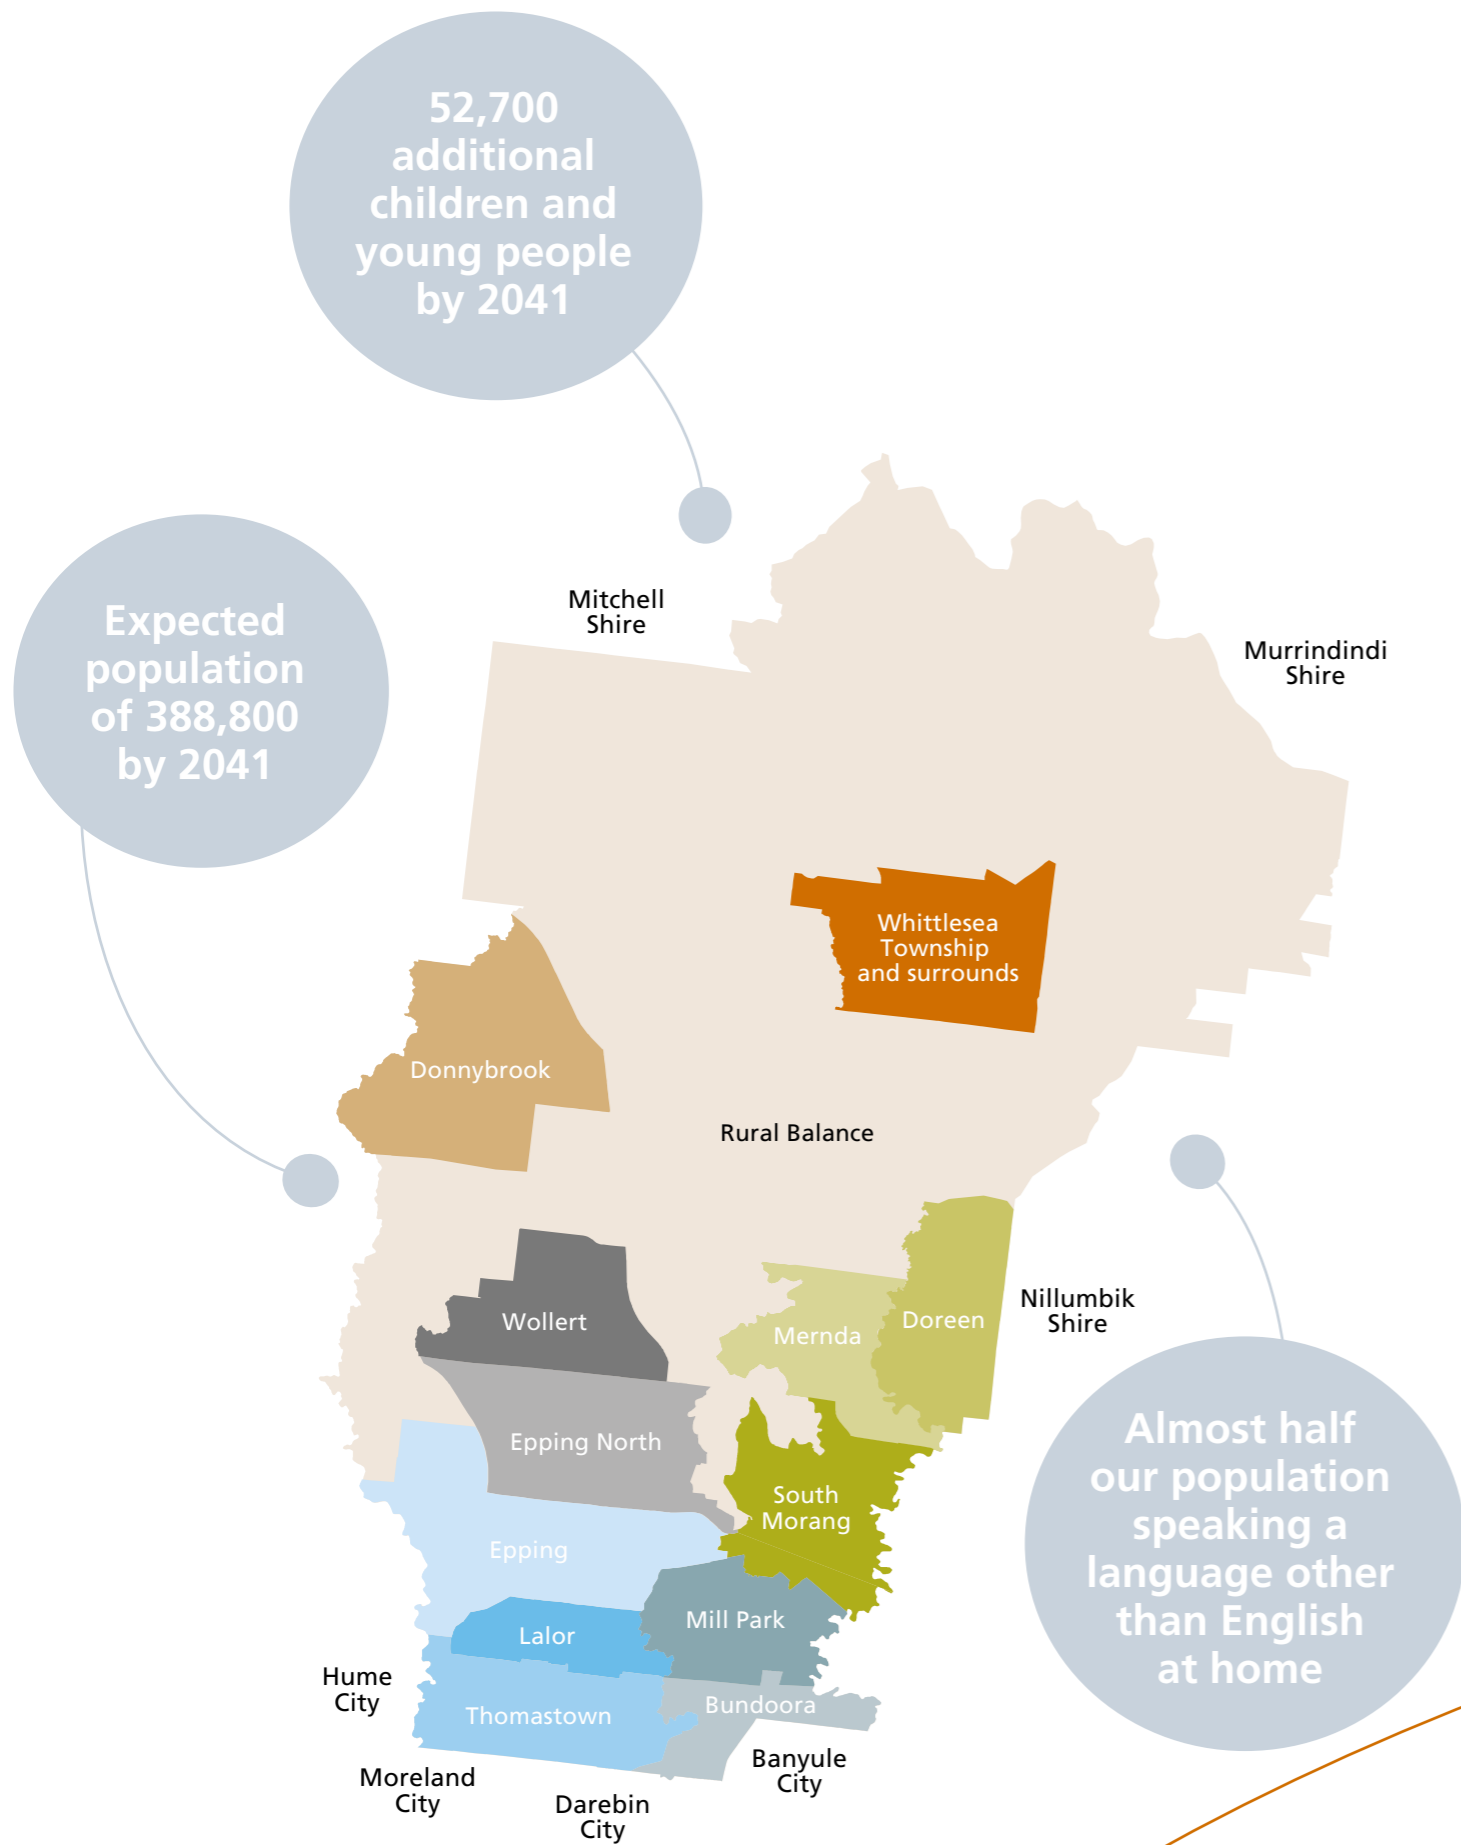 52,700
additional
children and
young people
by 2041
Expected
population
of 388,800
by 2041
Mitchell
Shire
Murrindindi
Shire
Whittlesea
Township
and surrounds
Donnybrook
Rural Balance
Wollert
Mernda
Doreen
Nillumbik
Shire
Epping North
South
Morang
Epping
Mill Park
Lalor
Almost half
our population
speaking a
language other
than English
at home
Hume
City
Thomastown
Bundoora
Banyule
City
Moreland
City
Darebin
City